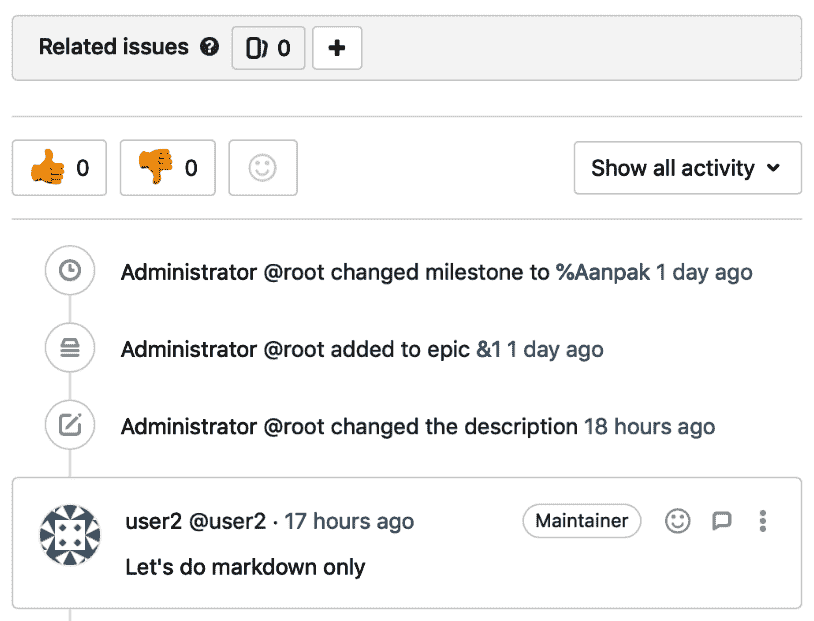 Related issues ? 0 +
0 0 Show all activity
Administrator @root changed milestone to %Aanpak 1 day ago
Administrator @root added to epic &1 1 day ago
Administrator @root changed the description 18 hours ago
user2 @user2 · 17 hours ago Maintainer
Let's do markdown only